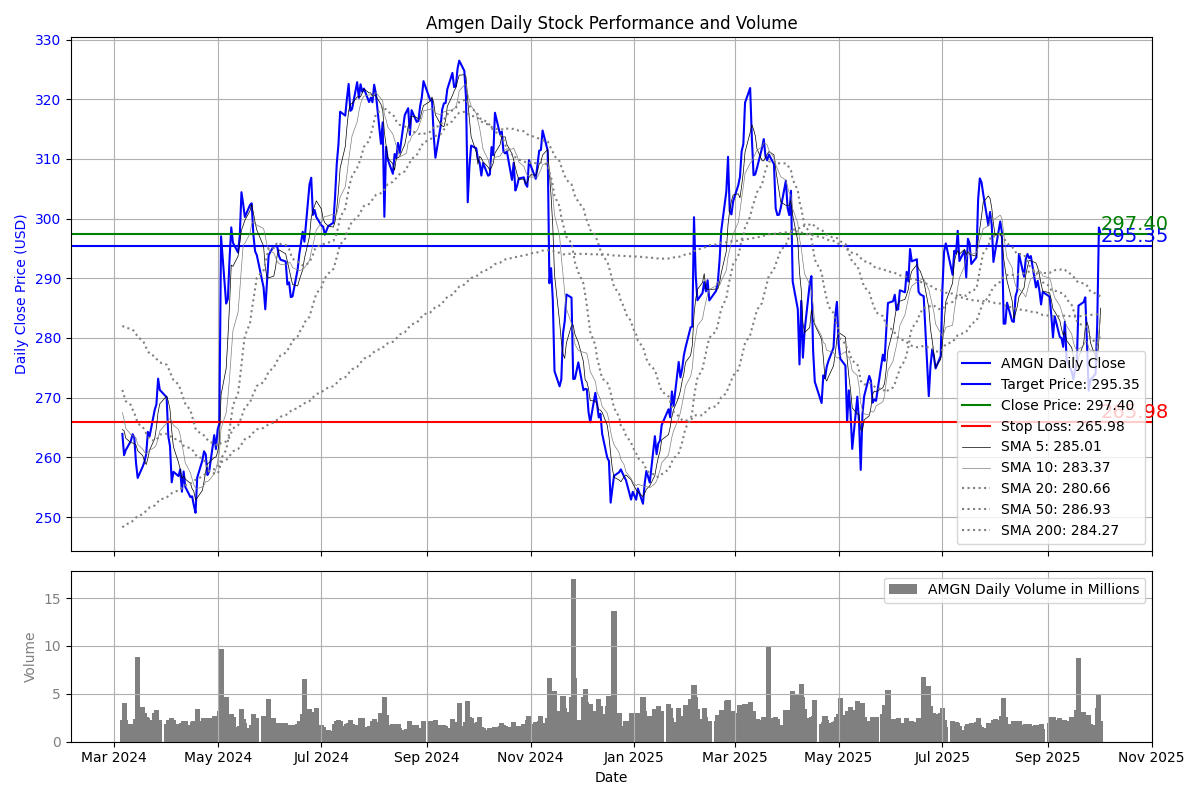 Amgen Daily Stock Performance and Volume
Daily Close Price (USD)
330
320
310
300
290
280
270
260
250
297.40
295.35
265.98
AMGN Daily Close
Target Price: 295.35
Close Price: 297.40
Stop Loss: 265.98
SMA 5: 285.01
SMA 10: 283.37
SMA 20: 280.66
SMA 50: 286.93
SMA 200: 284.27
Volume
15
10
5
0
AMGN Daily Volume in Millions
Mar 2024 May 2024 Jul 2024 Sep 2024 Nov 2024 Jan 2025 Mar 2025 May 2025 Jul 2025 Sep 2025 Nov 2025
Date